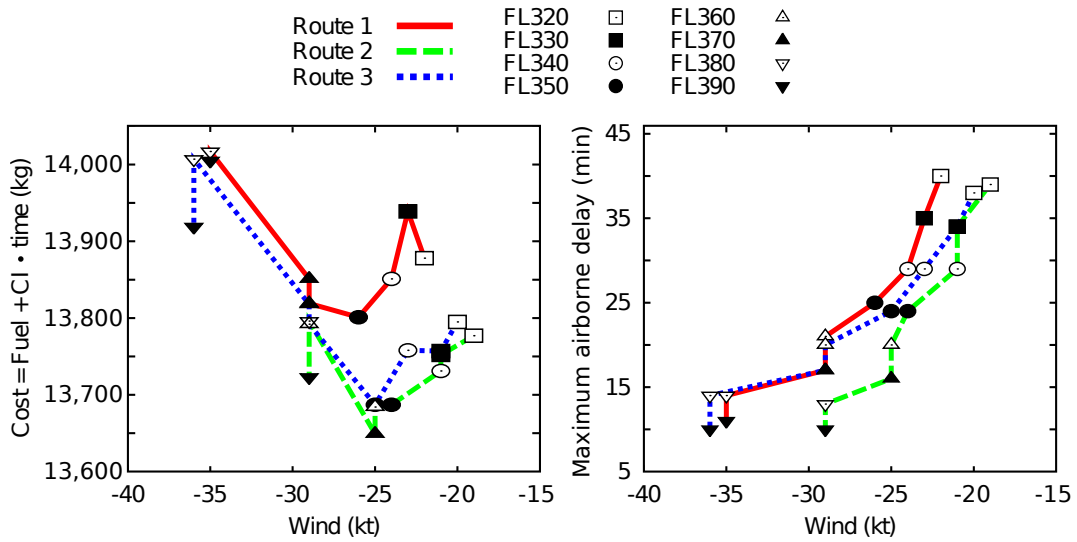 Route 1
Route 2
Route 3
FL320
FL330
FL340
FL350
FL360
FL370
FL380
FL390
Cost = Fuel + CI • time (kg)
14,000
13,900
13,800
13,700
13,600
-40 -35 -30 -25 -20 -15
Wind (kt)
Maximum airborne delay (min)
45
35
25
15
5
-40 -35 -30 -25 -20 -15
Wind (kt)